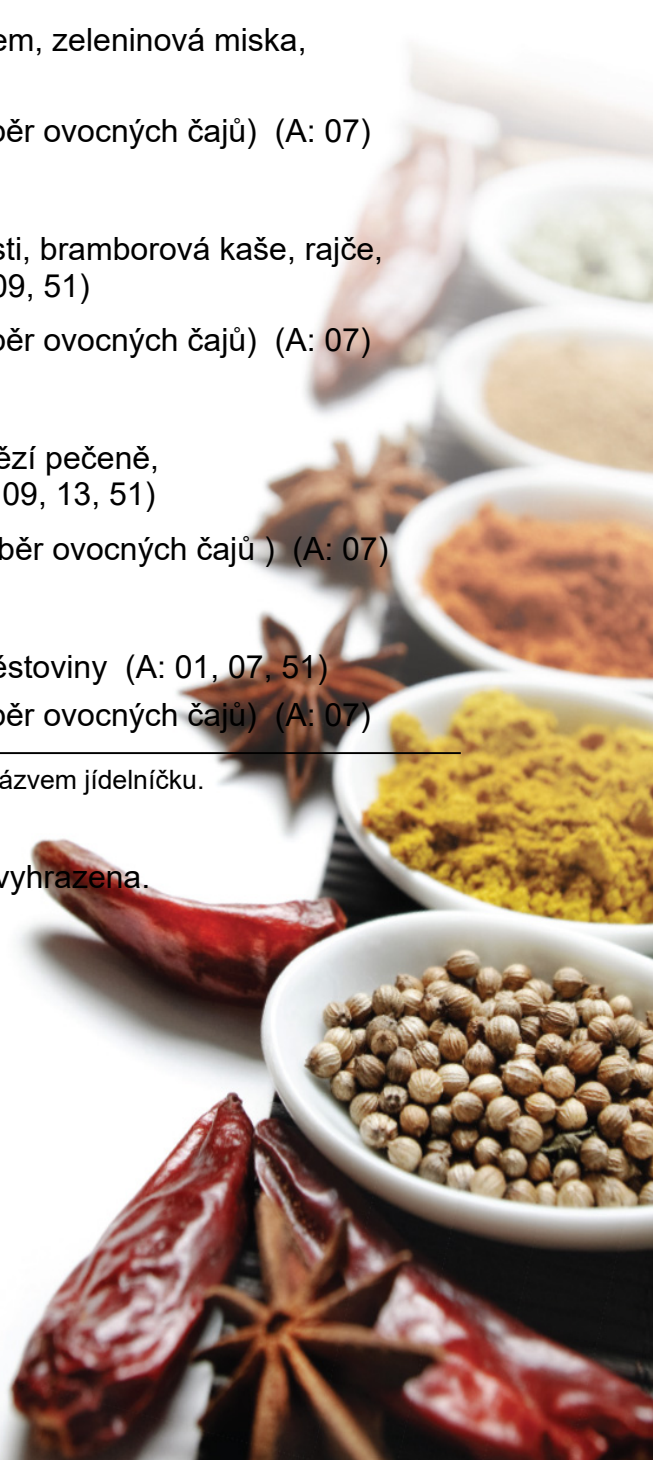 em, zeleninová miska,
běr ovocných čajů) (A: 07)
sti, bramborová kaše, rajče,
09, 51)
běr ovocných čajů) (A: 07)
ězí pečeně,
09, 13, 51)
běr ovocných čajů ) (A: 07)
ěstoviny (A: 01, 07, 51)
běr ovocných čajů) (A: 07)
ázvem jídelníčku.
vyhrazena.